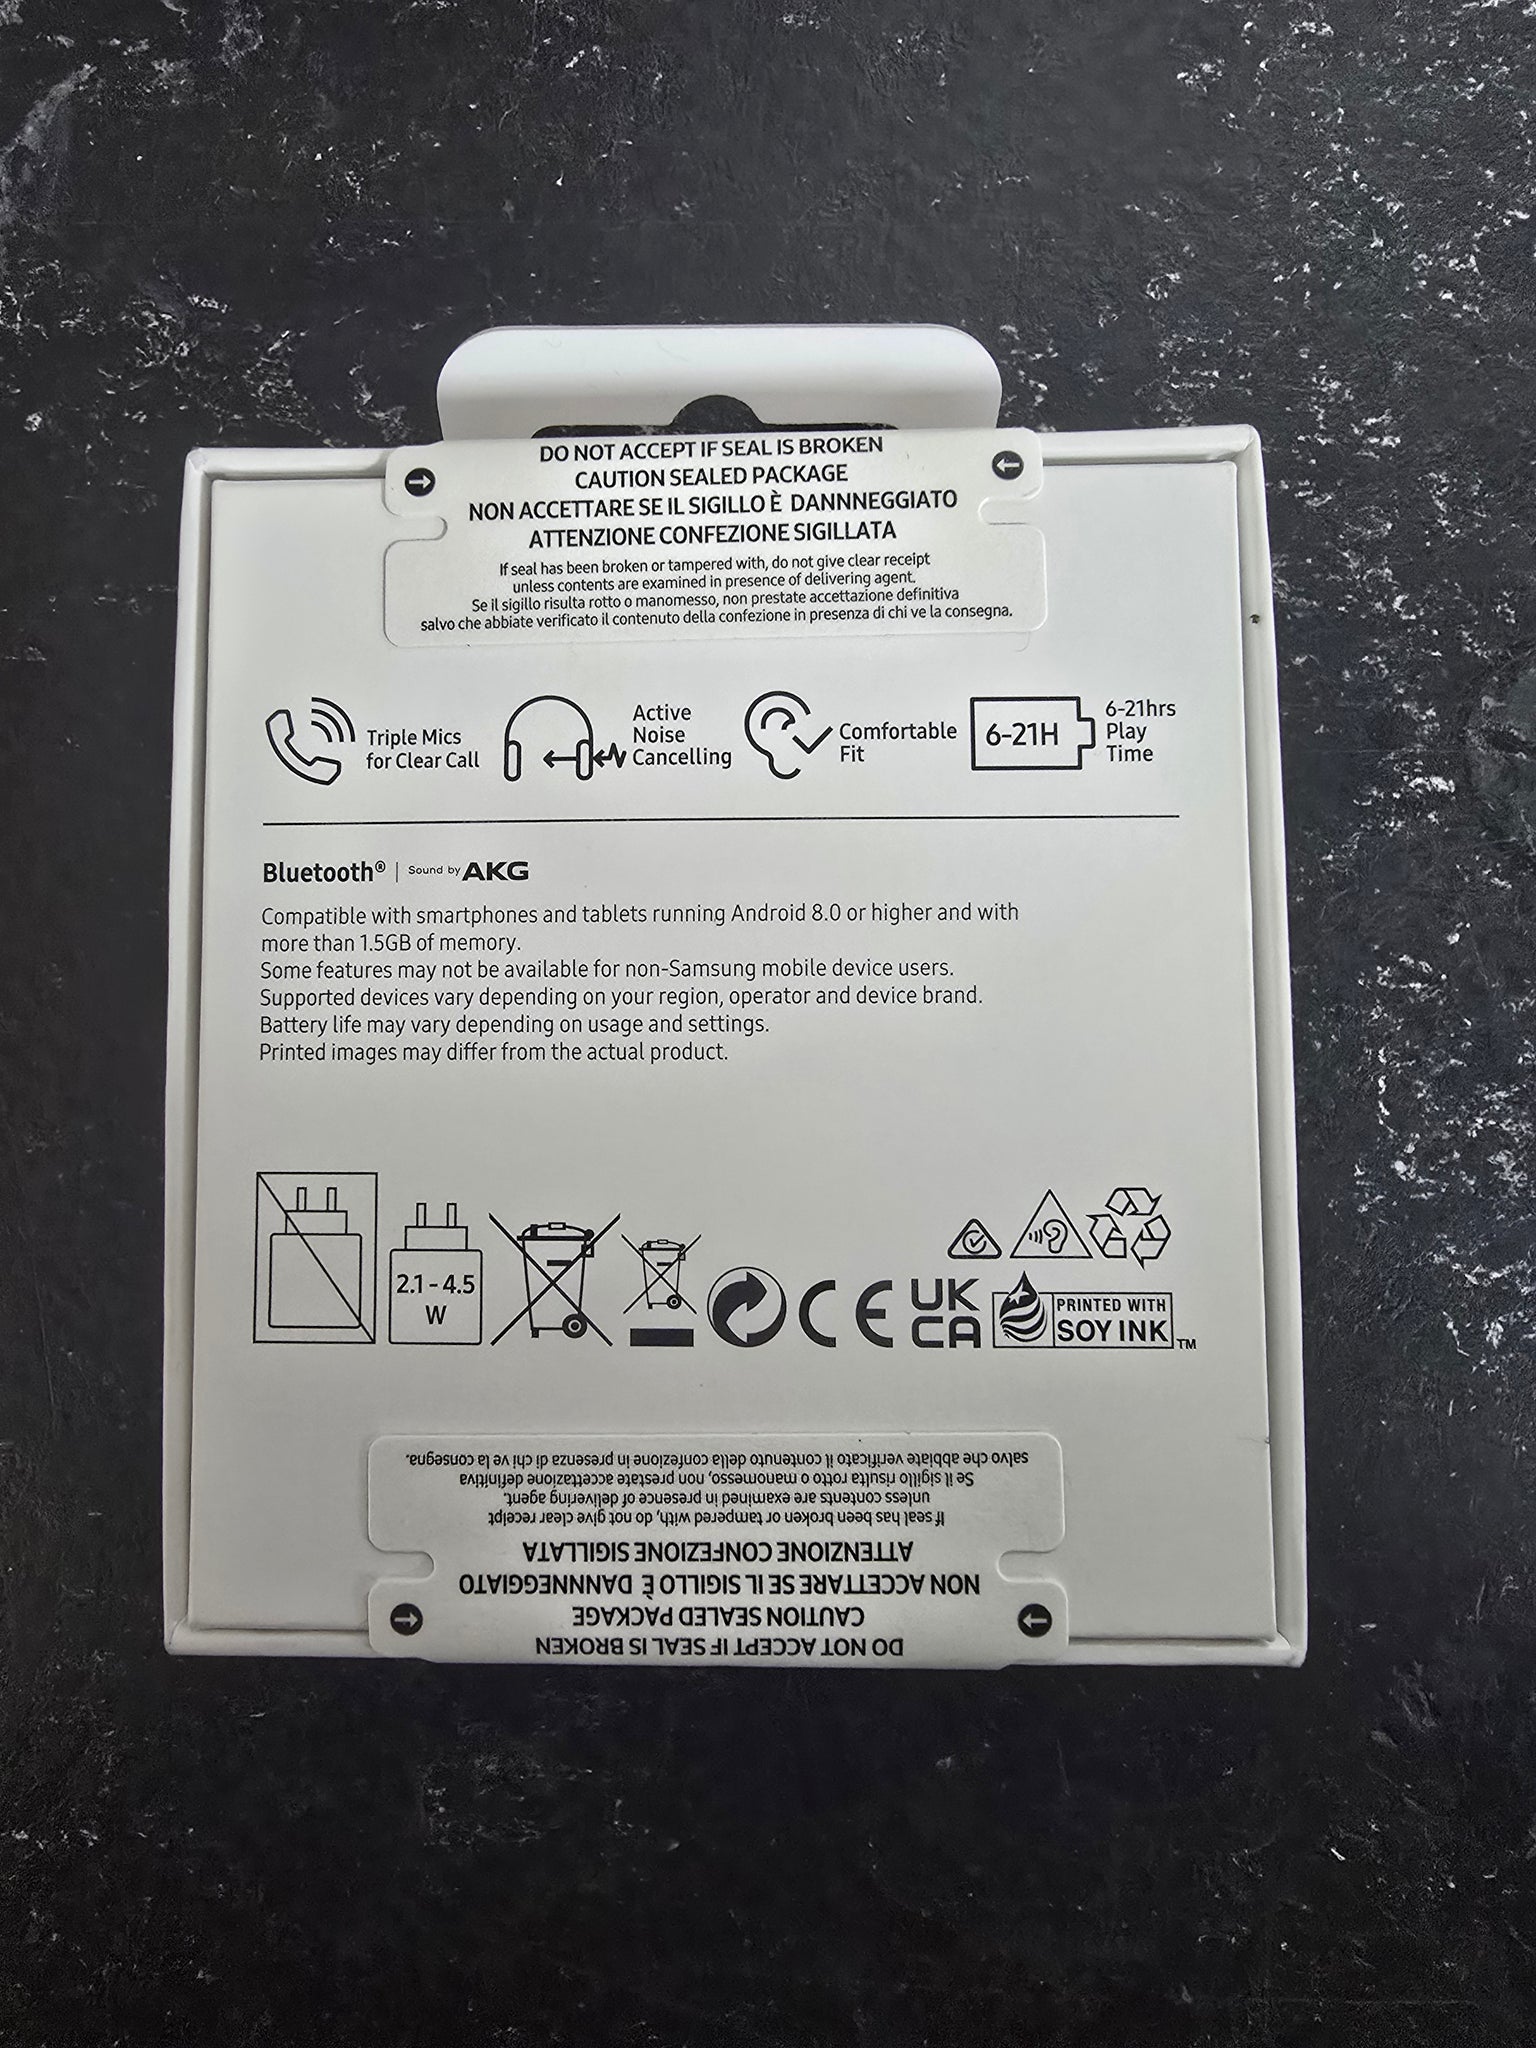 DO NOT ACCEPT IF SEAL IS BROKEN
CAUTION SEALED PACKAGE
NON ACCETTARE SE IL SIGILLO È DANNNEGGIATO
ATTENZIONE CONFEZIONE SIGILLATA
If seal has been broken or tampered with, do not give clear receipt
unless contents are examined in presence of delivering agent.
Se il sigillo risulta rotto o manomesso, non prestate accettazione definitiva
salvo che abbiate verificato il contenuto della confezione in presenza di chi ve la consegna.
Triple Mics
for Clear Call
Active
Noise
Cancelling
Comfortable
Fit
6-21H
6-21hrs
Play
Time
Bluetooth® | Sound by AKG
Compatible with smartphones and tablets running Android 8.0 or higher and with
more than 1.5GB of memory.
Some features may not be available for non-Samsung mobile device users.
Supported devices vary depending on your region, operator and device brand.
Battery life may vary depending on usage and settings.
Printed images may differ from the actual product.
2.1 - 4.5
W
CE
UK
CA
PRINTED WITH
SOY INK™
DO NOT ACCEPT IF SEAL IS BROKEN
CAUTION SEALED PACKAGE
NON ACCETTARE SE IL SIGILLO È DANNNEGGIATO
ATTENZIONE CONFEZIONE SIGILLATA
If seal has been broken or tampered with, do not give clear receipt
unless contents are examined in presence of delivering agent.
Se il sigillo risulta rotto o manomesso, non prestate accettazione definitiva
salvo che abbiate verificato il contenuto della confezione in presenza di chi ve la consegna.